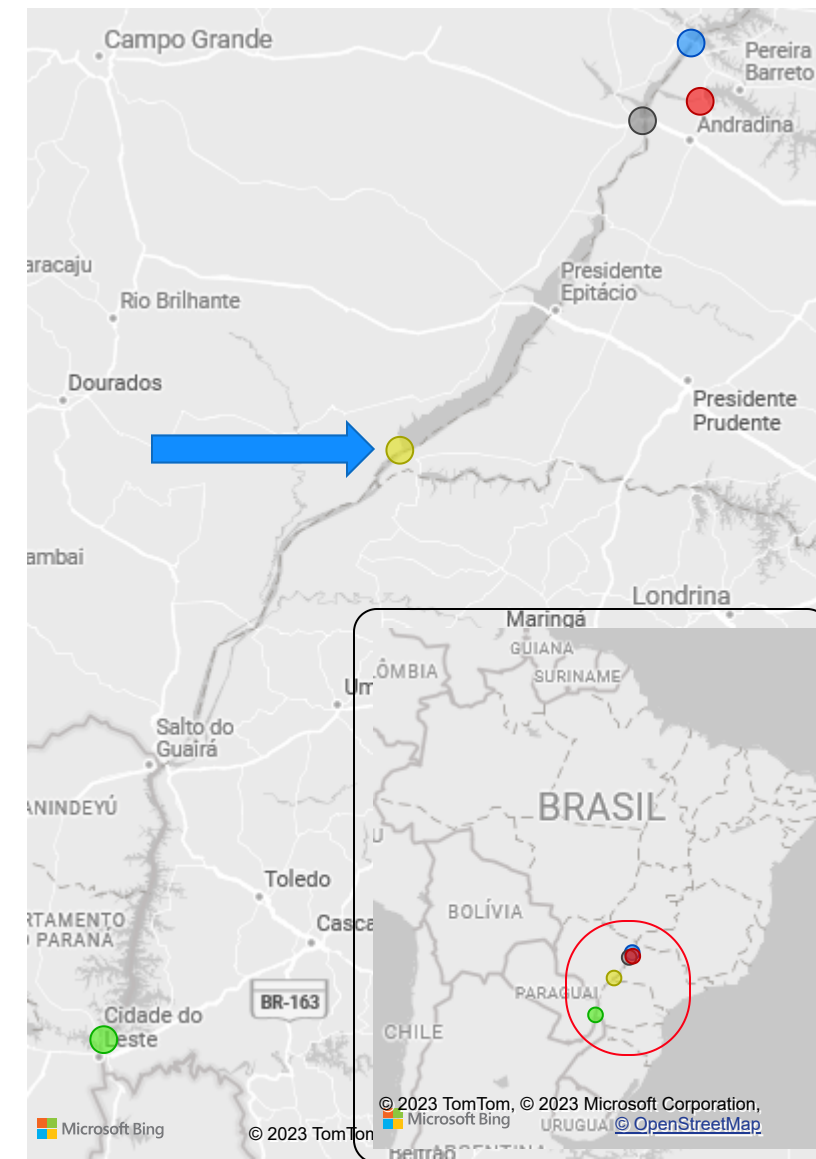 Campo Grande
Pereira
Barreto
Andradina
aracaju
Presidente
Epitácio
Rio Brilhante
Dourados
Presidente
Prudente
ambai
Londrina
Maringá
GUIANA
ÔMBIA
SURINAME
Um
Salto do
Guairá
ANINDEYÚ
BRASIL
U
Toledo
RTAMENTO
O PARANÁ
Casca
BOLÍVIA
BR-163
PARAGUAI
Cidade do
Leste
CHILE
© 2023 TomTom, © 2023 Microsoft Corporation,
Microsoft Bing
© OpenStreetMap
URUGUAI
Microsoft Bing
© 2023 TomTom
Beltrão
ARGENTINA